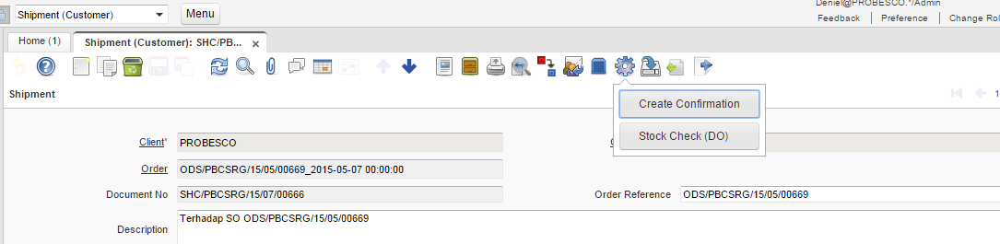 Deniel@PROBESCO.*/Admin
Shipment (Customer)
Menu
Feedback
Preference
Change Ro
Home (1)
Shipment (Customer): SHC/PB...
Shipment
1
Create Confirmation
Stock Check (DO)
Client*
PROBESCO
Order
ODS/PBCSRG/15/05/00669_2015-05-07 00:00:00
Document No
SHC/PBCSRG/15/07/00666
Order Reference
ODS/PBCSRG/15/05/00669
Description
Terhadap SO ODS/PBCSRG/15/05/00669